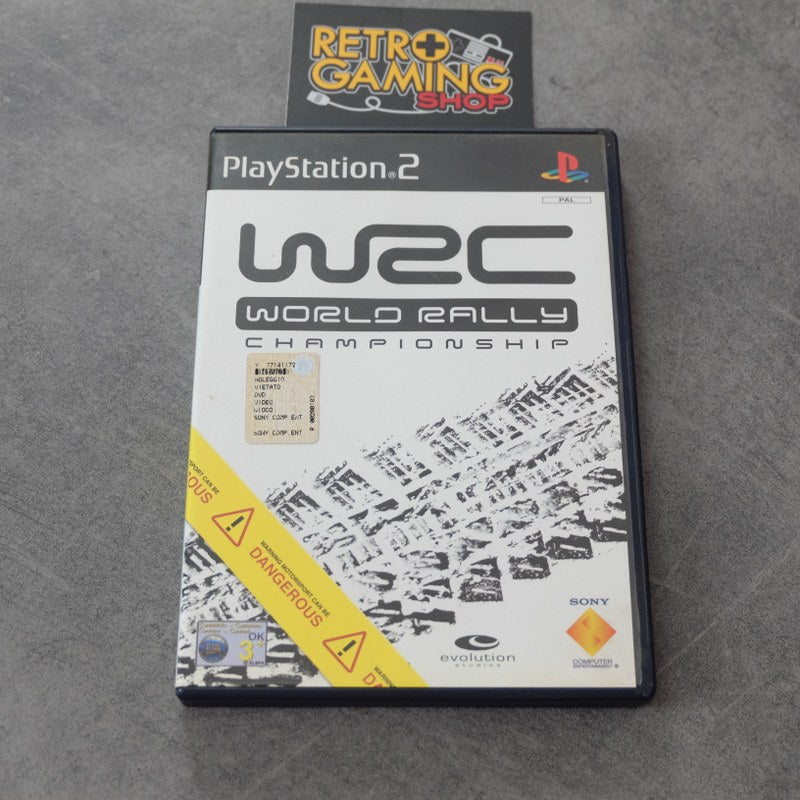 RETRO
GAMING
SHOP
PlayStation®2
PAL
WRC
WORLD RALLY
CHAMPIONSHIP
NOLEGGIO
VIETATO
DVD
VIDEO
GIOCO
SONY COMP ENT
SONY COMP ENT
WARNING MOTORSPORT CAN BE
DANGEROUS
OK
3+
evolution
studios
SONY
COMPUTER
ENTERTAINMENT®